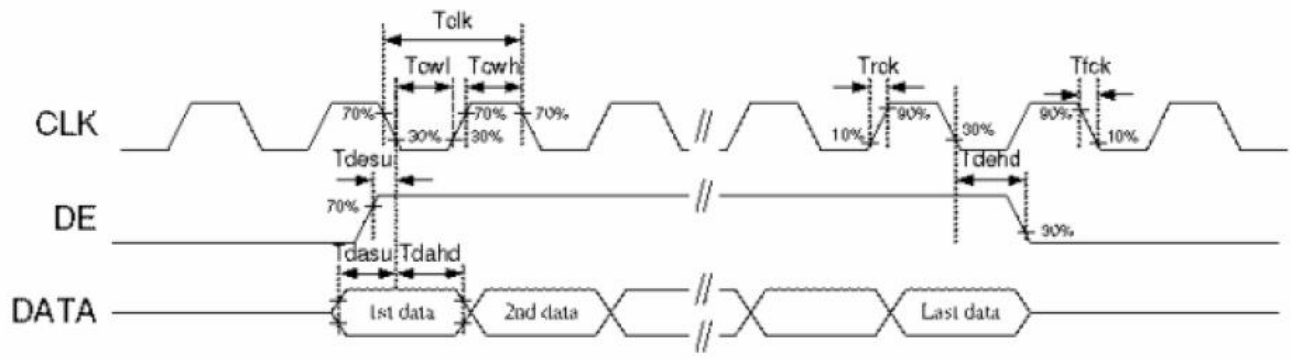 Tclk
Tcwl Tcwh Trck Tfck
CLK 70% 30% 70% 30% 70% 10% 90% 30% 90% 10%
Tdesu Tdehd
DE 70% 30%
Tdasu Tdahd
DATA 1st data 2nd data Last data